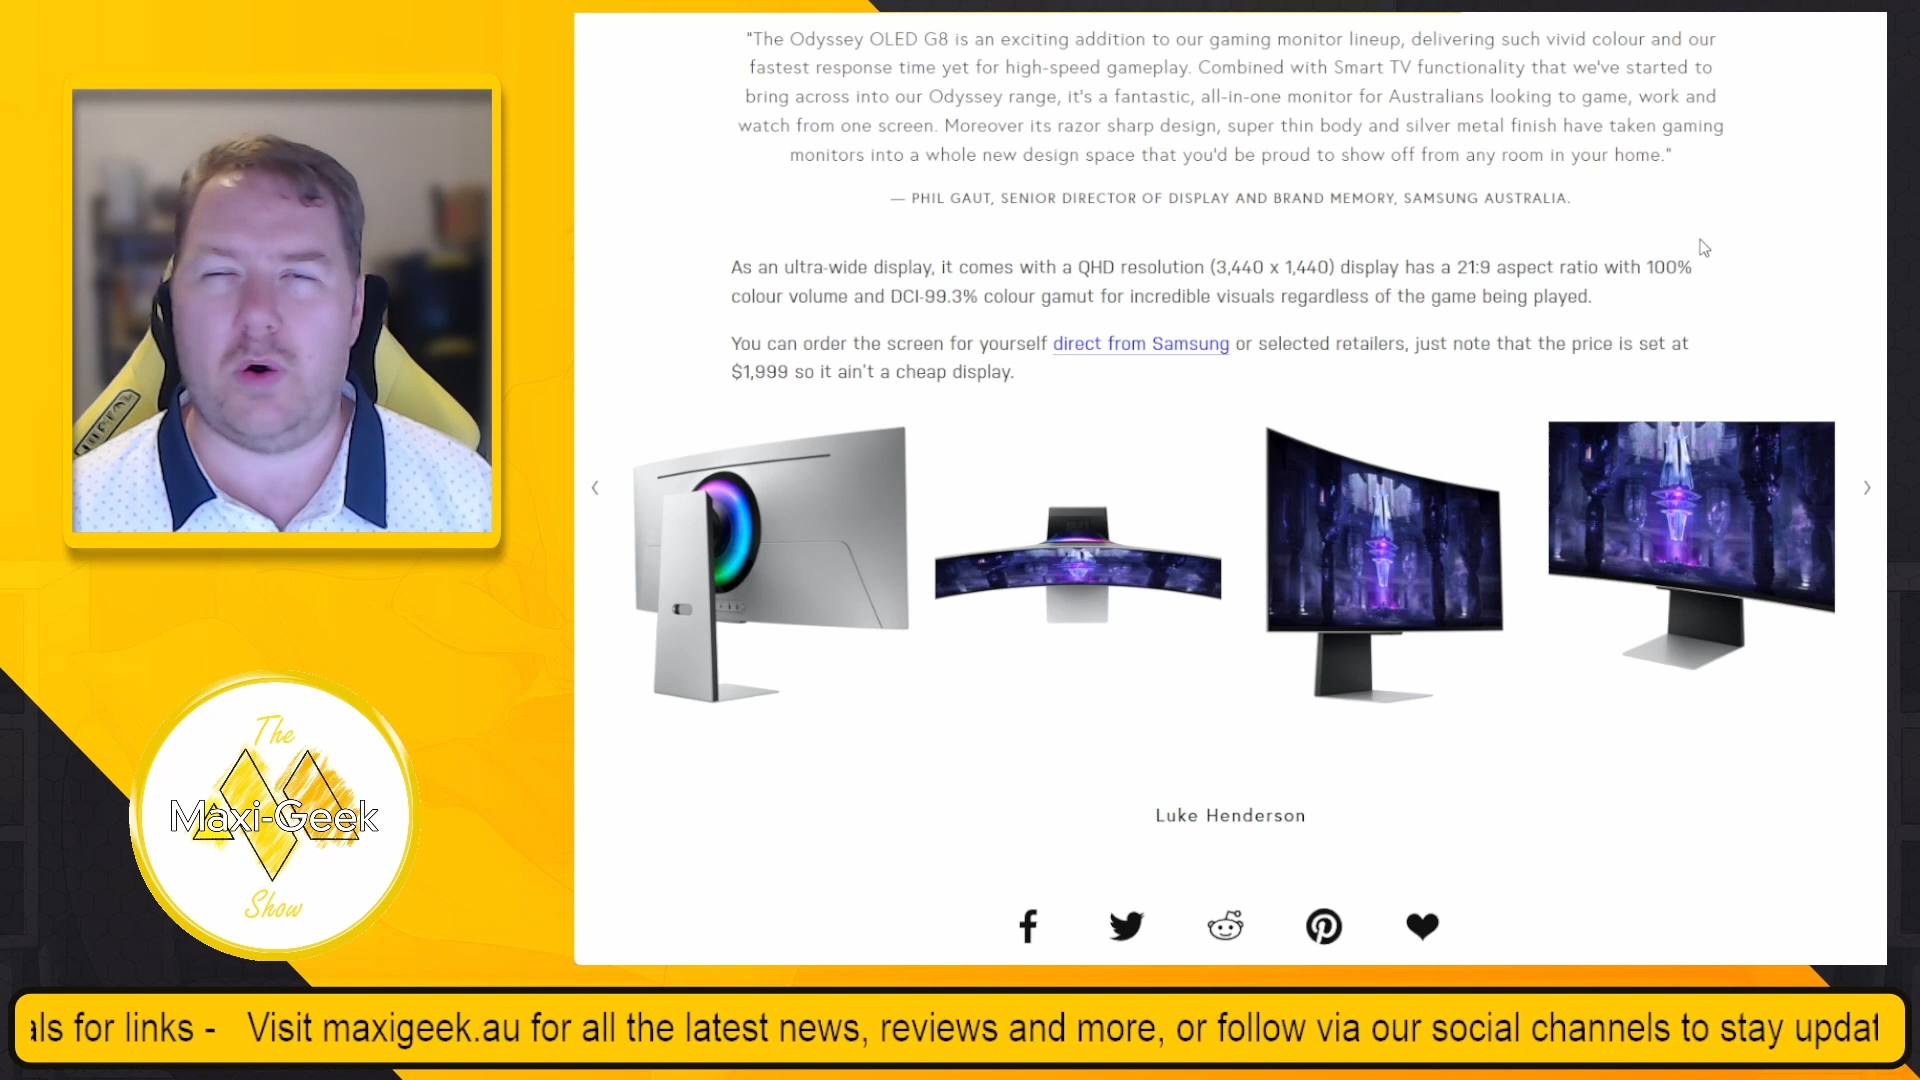 "The Odyssey OLED G8 is an exciting addition to our gaming monitor lineup, delivering such vivid colour and our
fastest response time yet for high-speed gameplay. Combined with Smart TV functionality that we've started to
bring across into our Odyssey range, it's a fantastic, all-in-one monitor for Australians looking to game, work and
watch from one screen. Moreover its razor sharp design, super thin body and silver metal finish have taken gaming
monitors into a whole new design space that you'd be proud to show off from any room in your home."
— PHIL GAUT, SENIOR DIRECTOR OF DISPLAY AND BRAND MEMORY, SAMSUNG AUSTRALIA.
As an ultra-wide display, it comes with a QHD resolution (3,440 x 1,440) display has a 21:9 aspect ratio with 100%
colour volume and DCI-99.3% colour gamut for incredible visuals regardless of the game being played.
You can order the screen for yourself direct from Samsung or selected retailers, just note that the price is set at
$1,999 so it ain't a cheap display.
Luke Henderson
The
Maxi-Geek
Show
als for links - Visit maxigeek.au for all the latest news, reviews and more, or follow via our social channels to stay updat